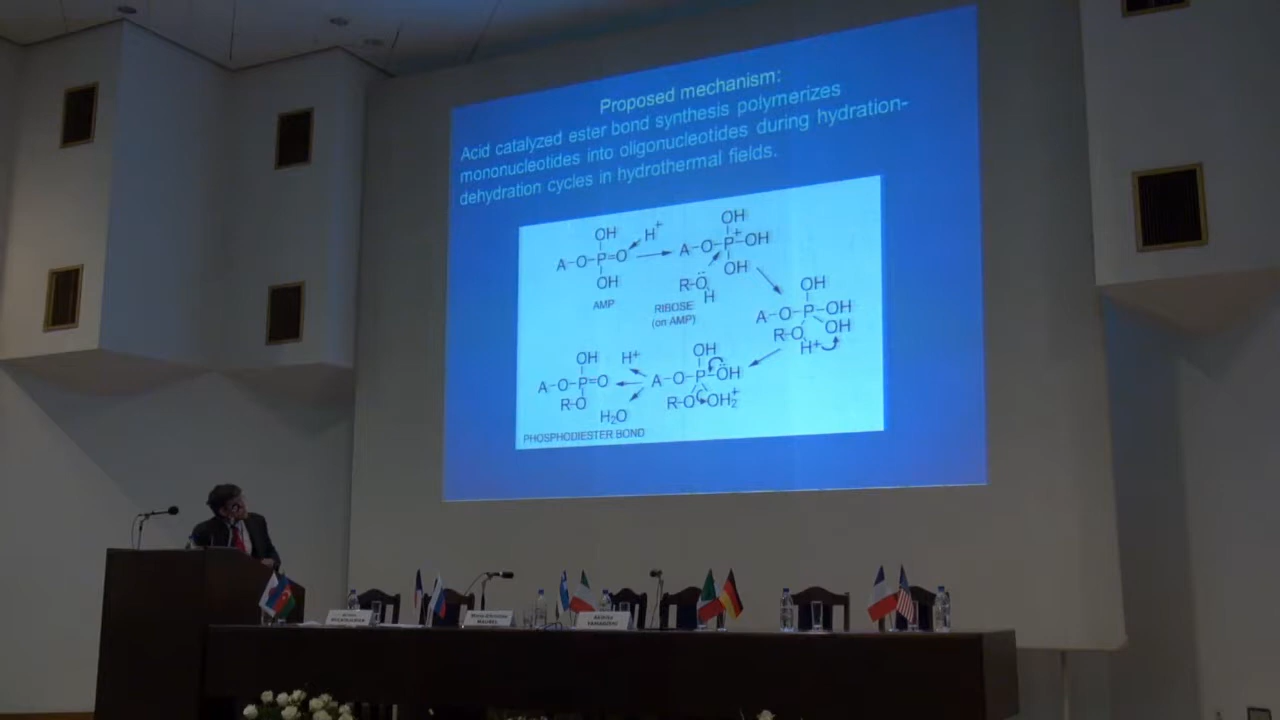 Proposed mechanism:
Acid catalyzed ester bond synthesis polymerizes
mononucleotides into oligonucleotides during hydration-
dehydration cycles in hydrothermal fields.
OH
H+
A-O-P=O
OH
AMP
OH
A-O-P+-OH
OH
R-Ö
H
RIBOSE
(on AMP)
OH
A-O-P-OH
OH
R-O
H+
OH
A-O-P-ÖH
R-O OH2+
H+
H2O
OH
A-O-P=O
R-O
PHOSPHODIESTER BOND